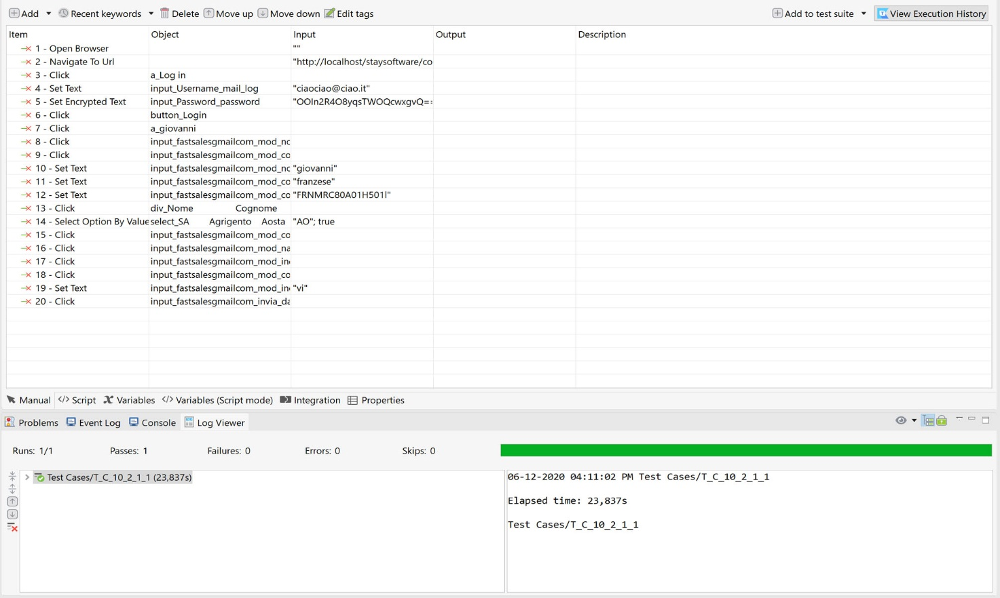 Add Recent keywords Delete Move up Move down Edit tags Add to test suite View Execution History
Item Object Input Output Description
1 - Open Browser ""
2 - Navigate To Url "http://localhost/staysoftware/co
3 - Click a_Log in
4 - Set Text input_Username_mail_log "ciaociao@ciao.it"
5 - Set Encrypted Text input_Password_password "OOIn2R4O8yqsTWOQcwxgvQ==
6 - Click button_Login
7 - Click a_giovanni
8 - Click input_fastsalesgmailcom_mod_no
9 - Click input_fastsalesgmailcom_mod_co
10 - Set Text input_fastsalesgmailcom_mod_no "giovanni"
11 - Set Text input_fastsalesgmailcom_mod_co "franzese"
12 - Set Text input_fastsalesgmailcom_mod_co "FRNMRC80A01H501I"
13 - Click div_Nome Cognome
14 - Select Option By Value select_SA Agrigento Aosta "AO"; true
15 - Click input_fastsalesgmailcom_mod_co
16 - Click input_fastsalesgmailcom_mod_na
17 - Click input_fastsalesgmailcom_mod_in
18 - Click input_fastsalesgmailcom_mod_co
19 - Set Text input_fastsalesgmailcom_mod_in "vi"
20 - Click input_fastsalesgmailcom_invia_da
Manual </> Script Variables </> Variables (Script mode) Integration Properties
Problems Event Log Console Log Viewer
Runs: 1/1 Passes: 1 Failures: 0 Errors: 0 Skips: 0
Test Cases/T_C_10_2_1_1 (23,837s)
06-12-2020 04:11:02 PM Test Cases/T_C_10_2_1_1
Elapsed time: 23,837s
Test Cases/T_C_10_2_1_1